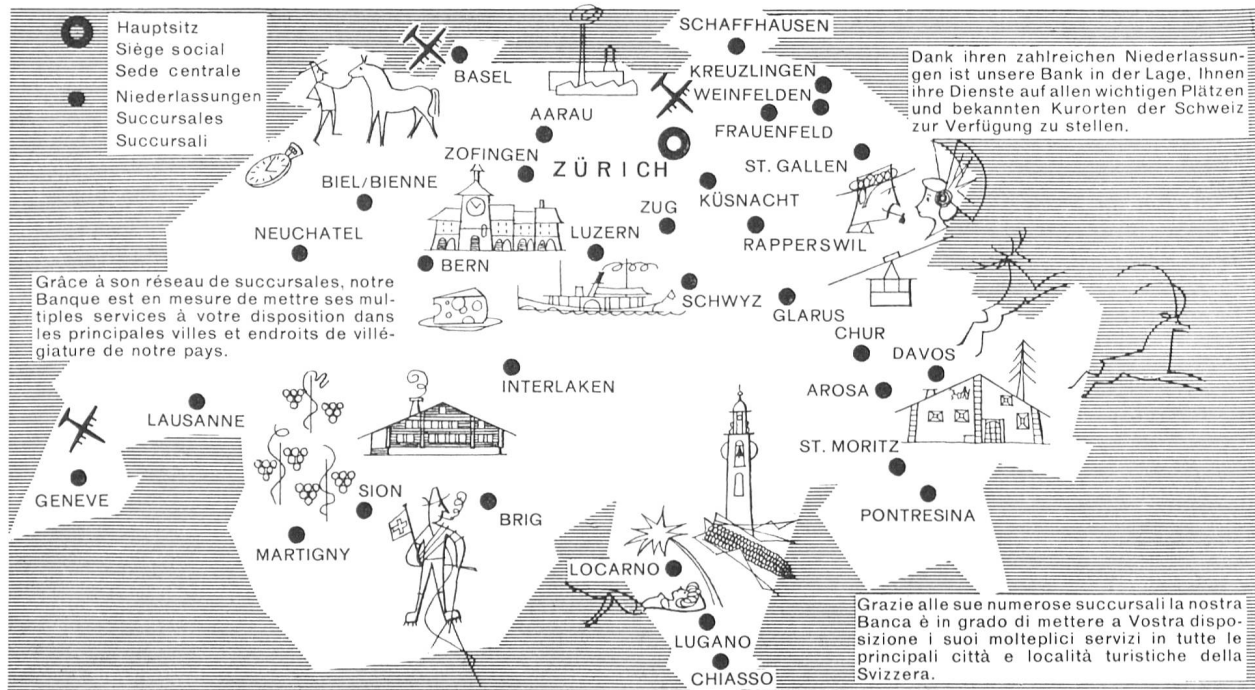 Hauptsitz
Siège social
Sede centrale
Niederlassungen
Succursales
Succursali
Dank ihren zahlreichen Niederlassun-
gen ist unsere Bank in der Lage, Ihnen
ihre Dienste auf allen wichtigen Plätzen
und bekannten Kurorten der Schweiz
zur Verfügung zu stellen.
SCHAFFHAUSEN
BASEL
KREUZLINGEN
WEINFELDEN
AARAU
FRAUENFELD
ZOFINGEN
ZÜRICH
ST. GALLEN
BIEL/BIENNE
KÜSNACHT
ZUG
NEUCHATEL
LUZERN
RAPPERSWIL
BERN
SCHWYZ
GLARUS
Grâce à son réseau de succursales, notre
Banque est en mesure de mettre ses mul-
tiples services à votre disposition dans
les principales villes et endroits de villé-
giature de notre pays.
CHUR
DAVOS
INTERLAKEN
AROSA
LAUSANNE
ST. MORITZ
GENEVE
SION
BRIG
PONTRESINA
MARTIGNY
LOCARNO
LUGANO
CHIASSO
Grazie alle sue numerose succursali la nostra
Banca è in grado di mettere a Vostra dispo-
sizione i suoi molteplici servizi in tutte le
principali città e località turistiche della
Svizzera.